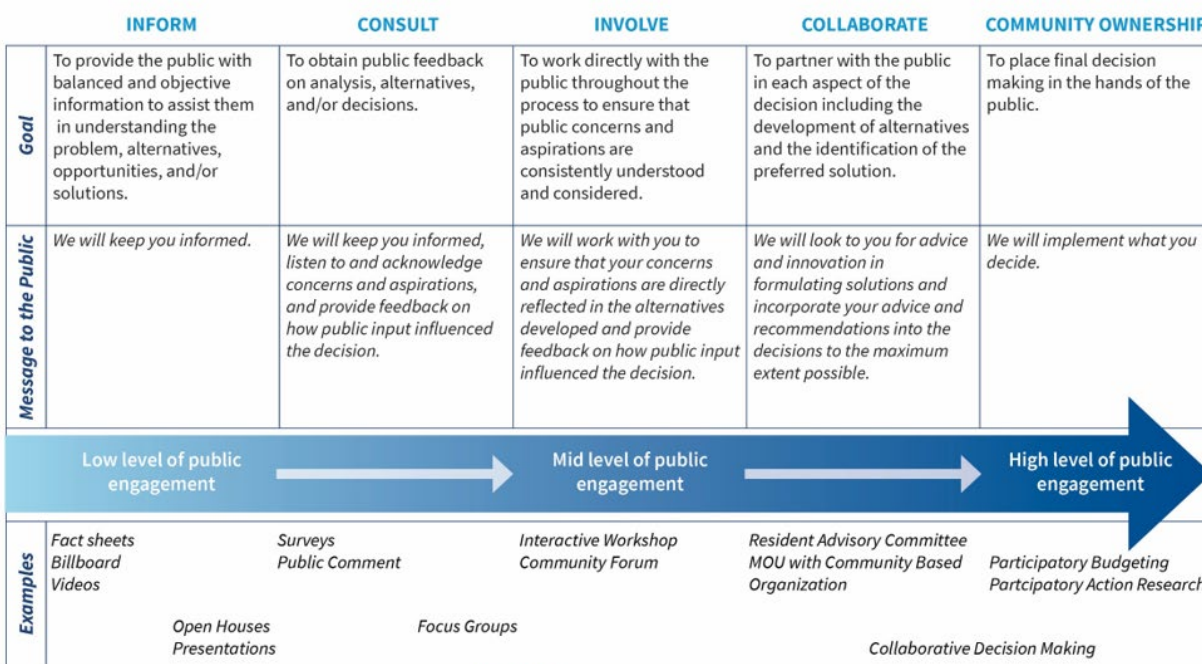 INFORM
CONSULT
INVOLVE
COLLABORATE
COMMUNITY OWNERSHIP
Goal
To provide the public with
balanced and objective
information to assist them
in understanding the
problem, alternatives,
opportunities, and/or
solutions.
To obtain public feedback
on analysis, alternatives,
and/or decisions.
To work directly with the
public throughout the
process to ensure that
public concerns and
aspirations are
consistently understood
and considered.
To partner with the public
in each aspect of the
decision including the
development of alternatives
and the identification of the
preferred solution.
To place final decision
making in the hands of the
public.
Message to the Public
We will keep you informed.
We will keep you informed,
listen to and acknowledge
concerns and aspirations,
and provide feedback on
how public input influenced
the decision.
We will work with you to
ensure that your concerns
and aspirations are directly
reflected in the alternatives
developed and provide
feedback on how public input
influenced the decision.
We will look to you for advice
and innovation in
formulating solutions and
incorporate your advice and
recommendations into the
decisions to the maximum
extent possible.
We will implement what you
decide.
Low level of public
engagement
Mid level of public
engagement
High level of public
engagement
Examples
Fact sheets
Billboard
Videos
Open Houses
Presentations
Surveys
Public Comment
Focus Groups
Interactive Workshop
Community Forum
Resident Advisory Committee
MOU with Community Based
Organization
Collaborative Decision Making
Participatory Budgeting
Partcipatory Action Research